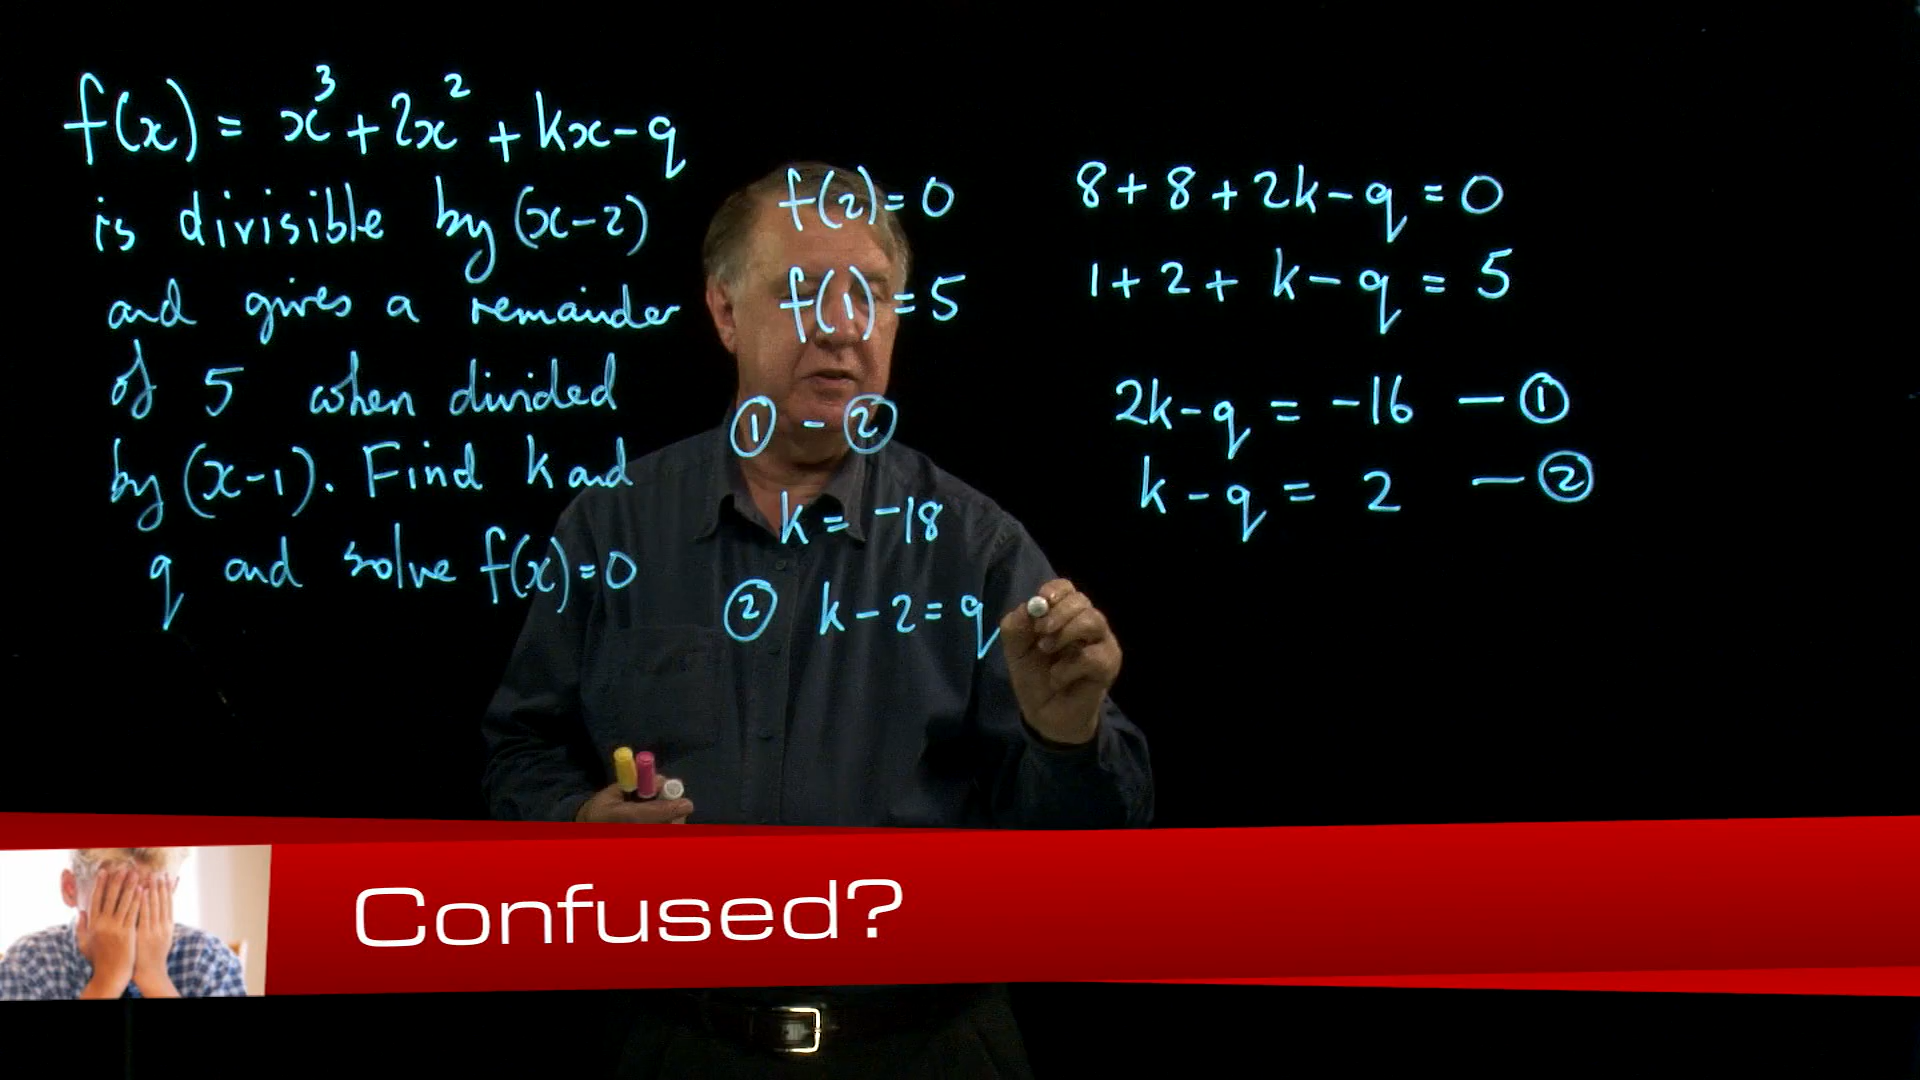 f(x) = x³ + 2x² + kx - q
is divisible by (x-2)
and gives a remainder
of 5 when divided
by (x-1). Find k and
q and solve f(x)=0
f(2) = 0
f(1) = 5
① - ②
k = -18
② k - 2 = q
8 + 8 + 2k - q = 0
1 + 2 + k - q = 5
2k - q = -16 — ①
k - q = 2 — ②
Confused?